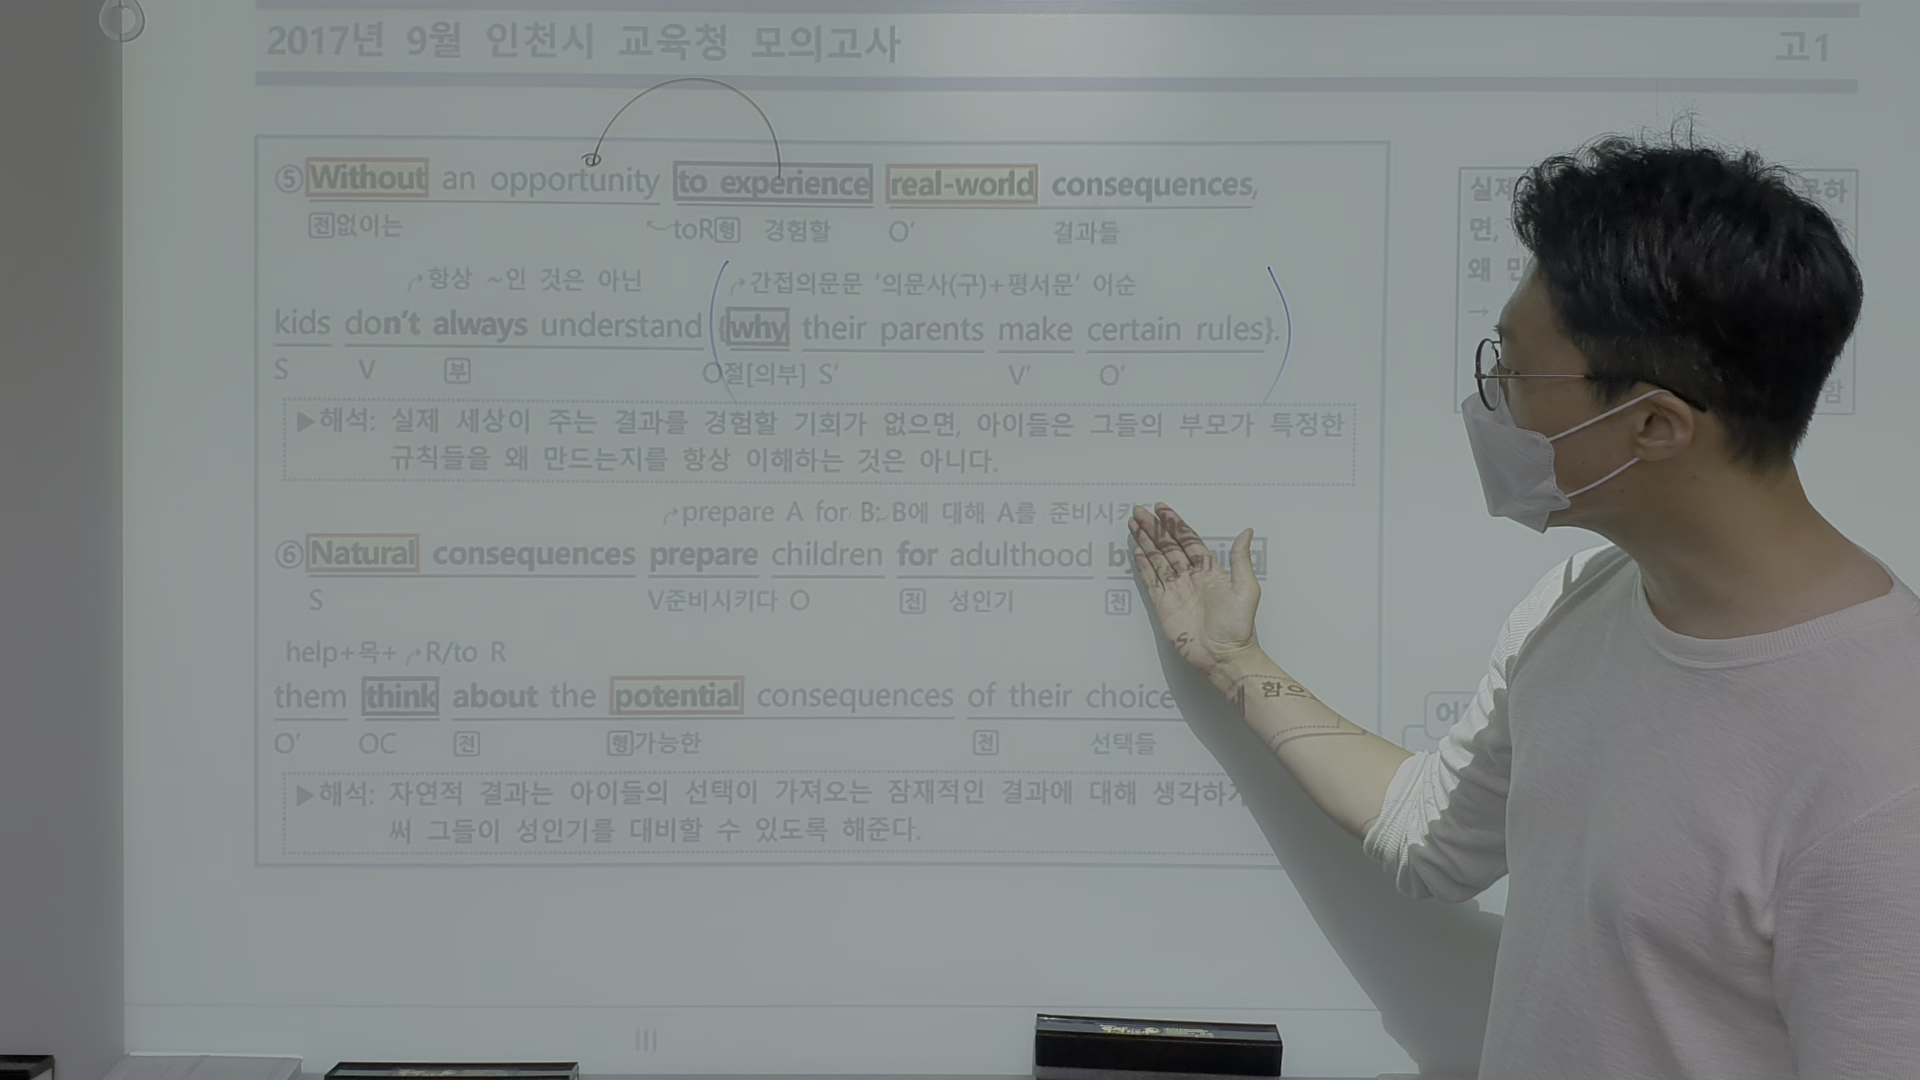 2017년 9월 인천시 교육청 모의고사 고1
⑤Without an opportunity to experience real-world consequences,
전없이는 toR형 경험할 O' 결과들
항상 ~인 것은 아닌 간접의문문 '의문사(구)+평서문' 어순
kids don't always understand {why their parents make certain rules}.
S V 부 O절[의부] S' V' O'
▶해석: 실제 세상이 주는 결과를 경험할 기회가 없으면, 아이들은 그들의 부모가 특정한
규칙들을 왜 만드는지를 항상 이해하는 것은 아니다.
prepare A for B: B에 대해 A를 준비시키
⑥Natural consequences prepare children for adulthood by
S V준비시키다 O 전 성인기 전
help+목+ R/to R
them think about the potential consequences of their choice
O' OC 전 형가능한 전 선택들
▶해석: 자연적 결과는 아이들의 선택이 가져오는 잠재적인 결과에 대해 생각하
써 그들이 성인기를 대비할 수 있도록 해준다.
실제
면,
왜
→
하
함
함으
III